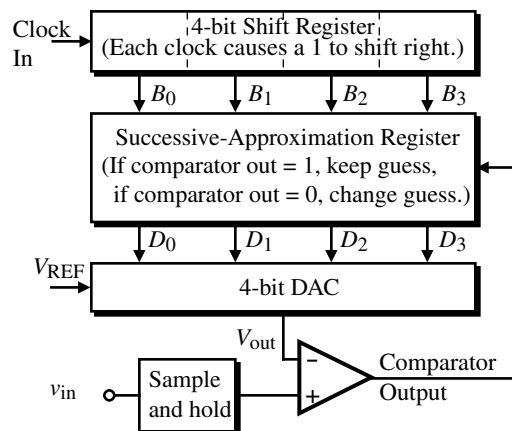 Clock
In
4-bit Shift Register
(Each clock causes a 1 to shift right.)
B0 B1 B2 B3
Successive-Approximation Register
(If comparator out = 1, keep guess,
if comparator out = 0, change guess.)
D0 D1 D2 D3
VREF
4-bit DAC
Vout
vin
Sample
and hold
−
+
Comparator
Output